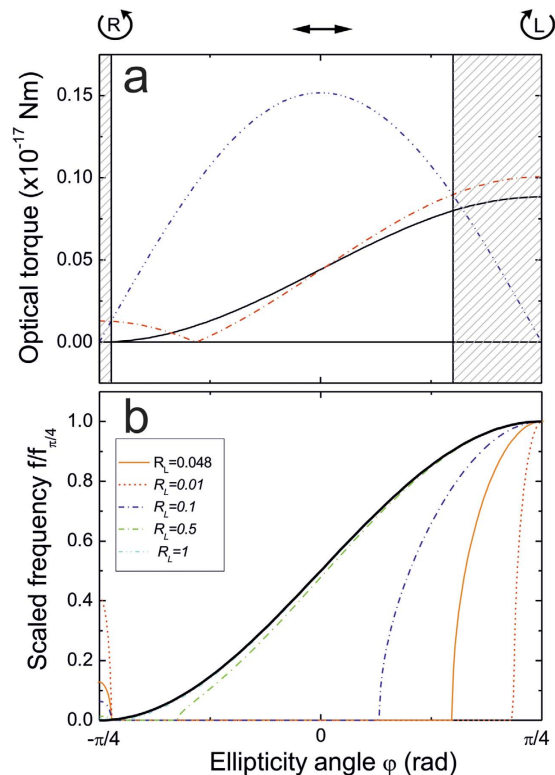 R
L
a
0.15
0.10
0.05
0.00
Optical torque (x10⁻¹⁷ Nm)
b
1.0
0.8
0.6
0.4
0.2
0.0
Scaled frequency f/f_π/4
R_L=0.048
R_L=0.01
R_L=0.1
R_L=0.5
R_L=1
-π/4
0
π/4
Ellipticity angle φ (rad)